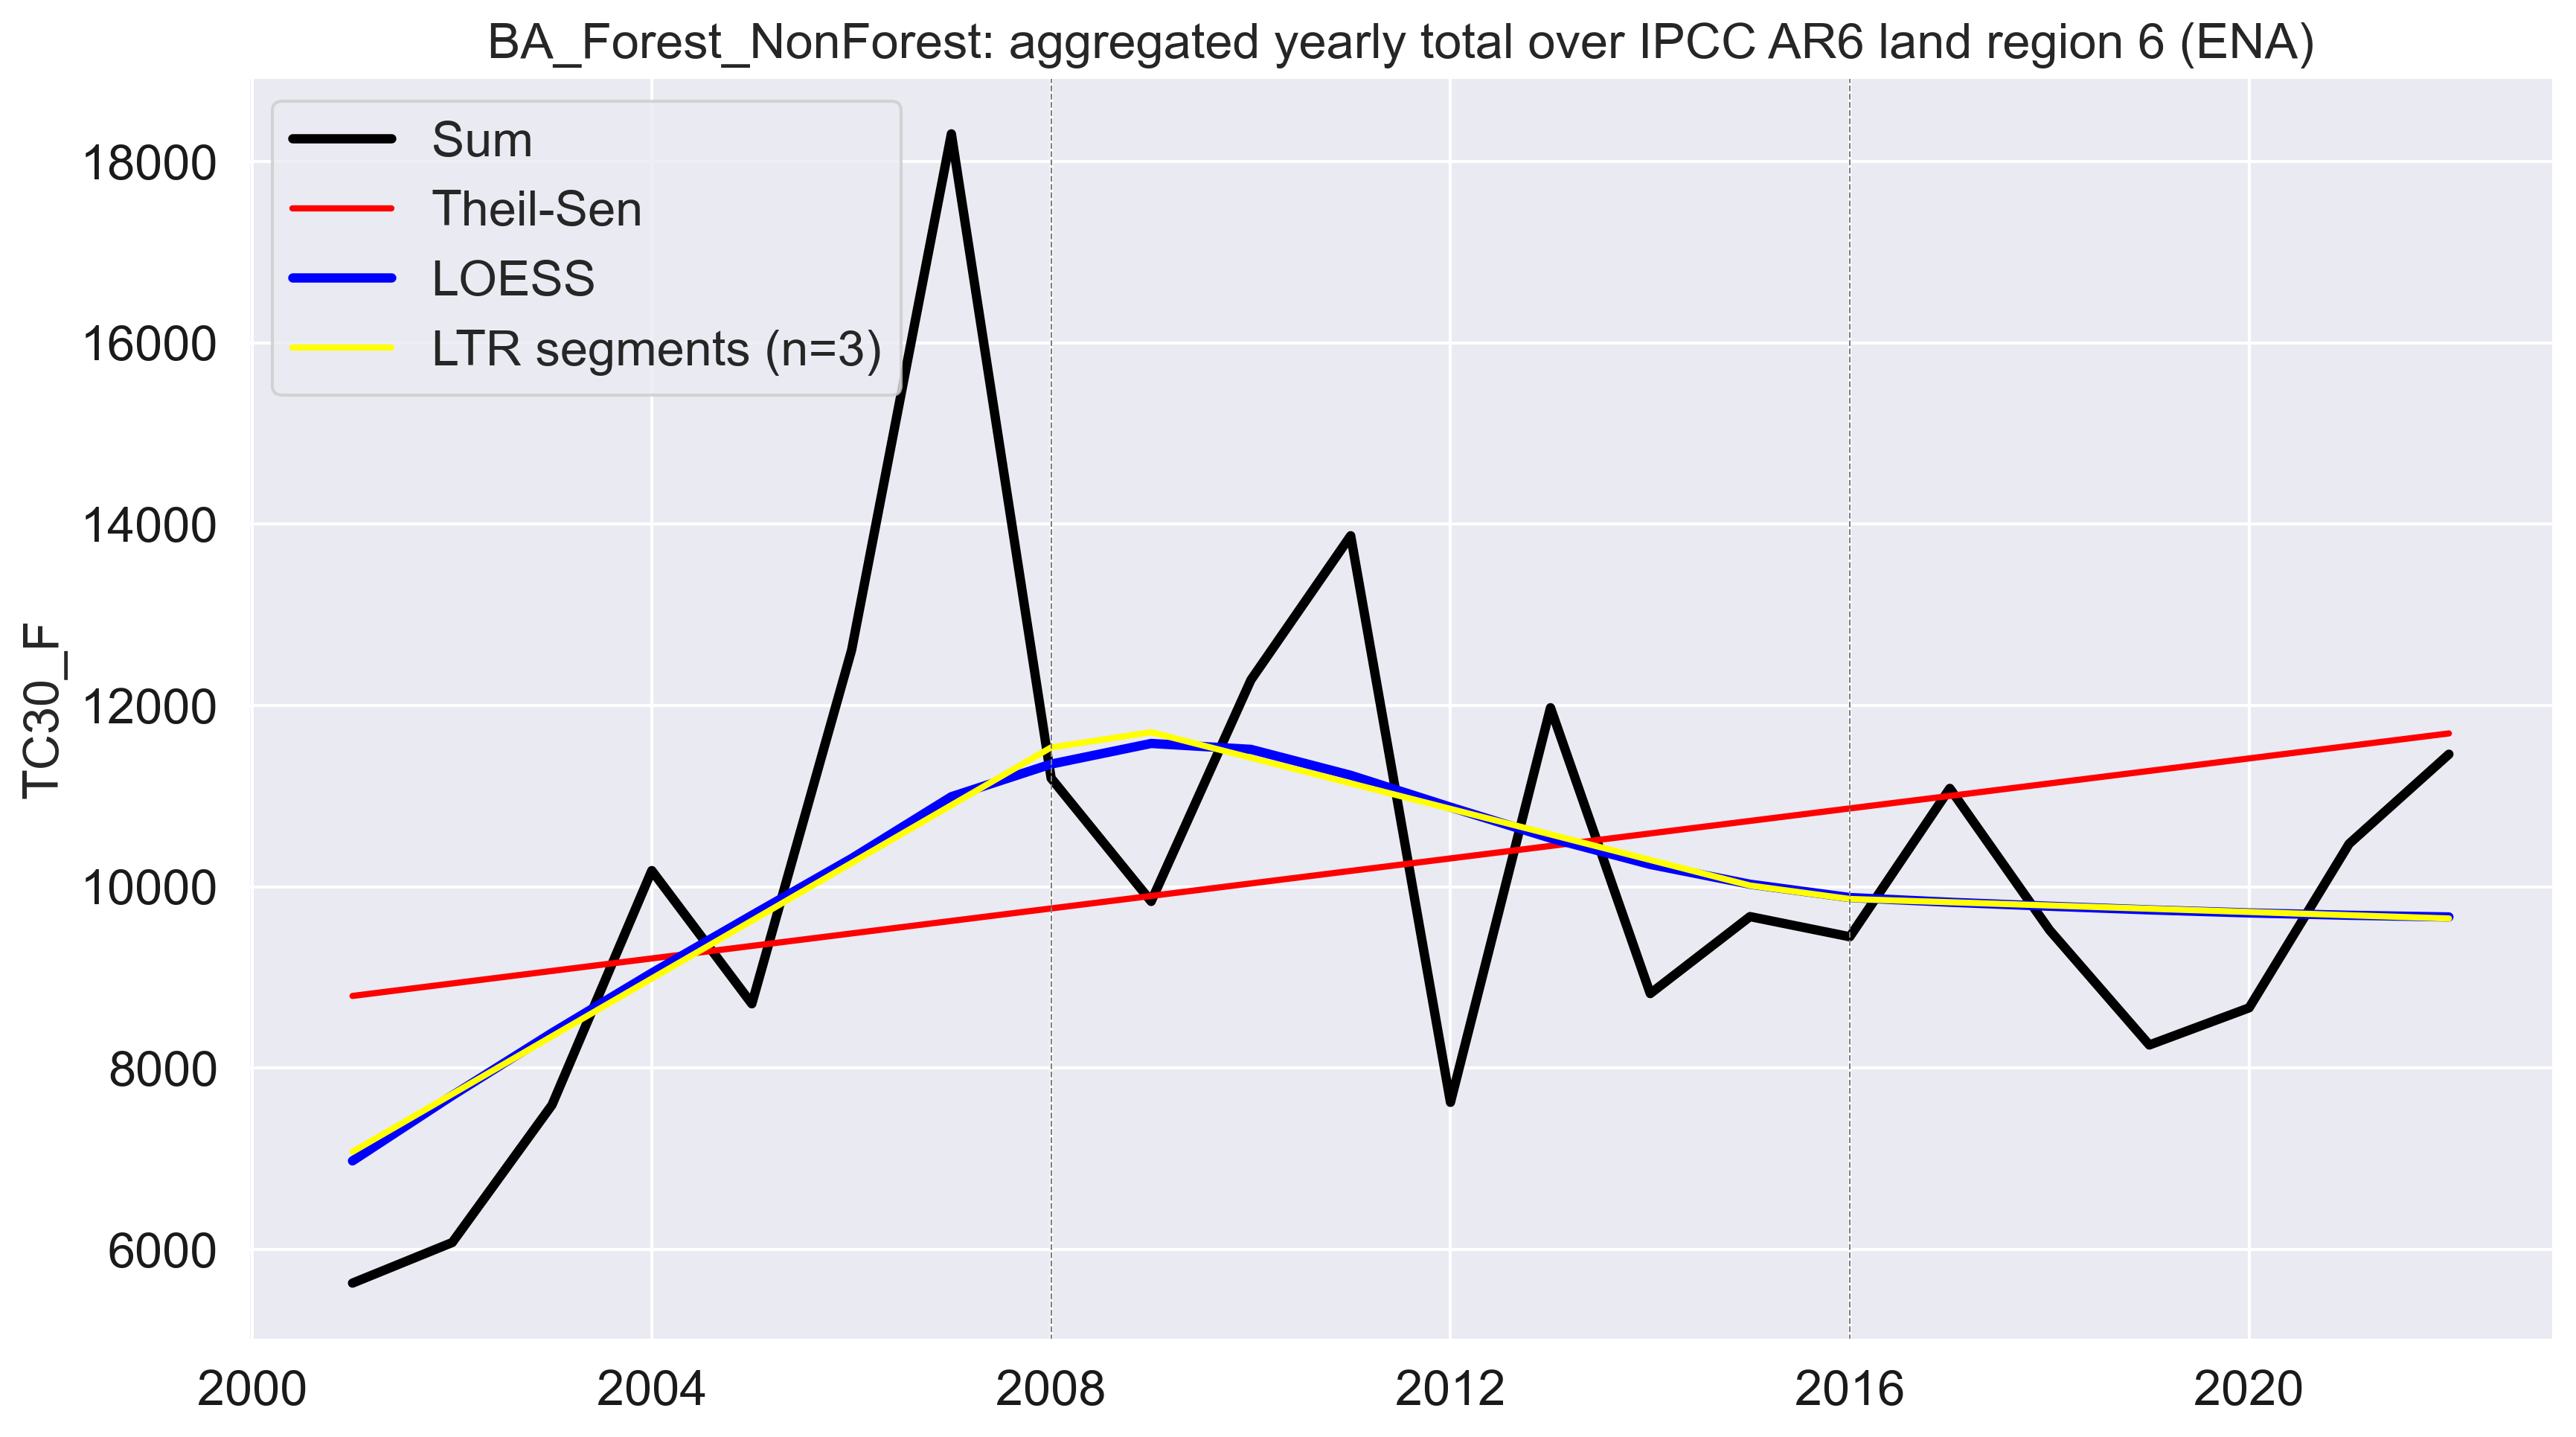 BA_Forest_NonForest: aggregated yearly total over IPCC AR6 land region 6 (ENA)
Sum
Theil-Sen
LOESS
LTR segments (n=3)
TC30_F
18000
16000
14000
12000
10000
8000
6000
2000 2004 2008 2012 2016 2020